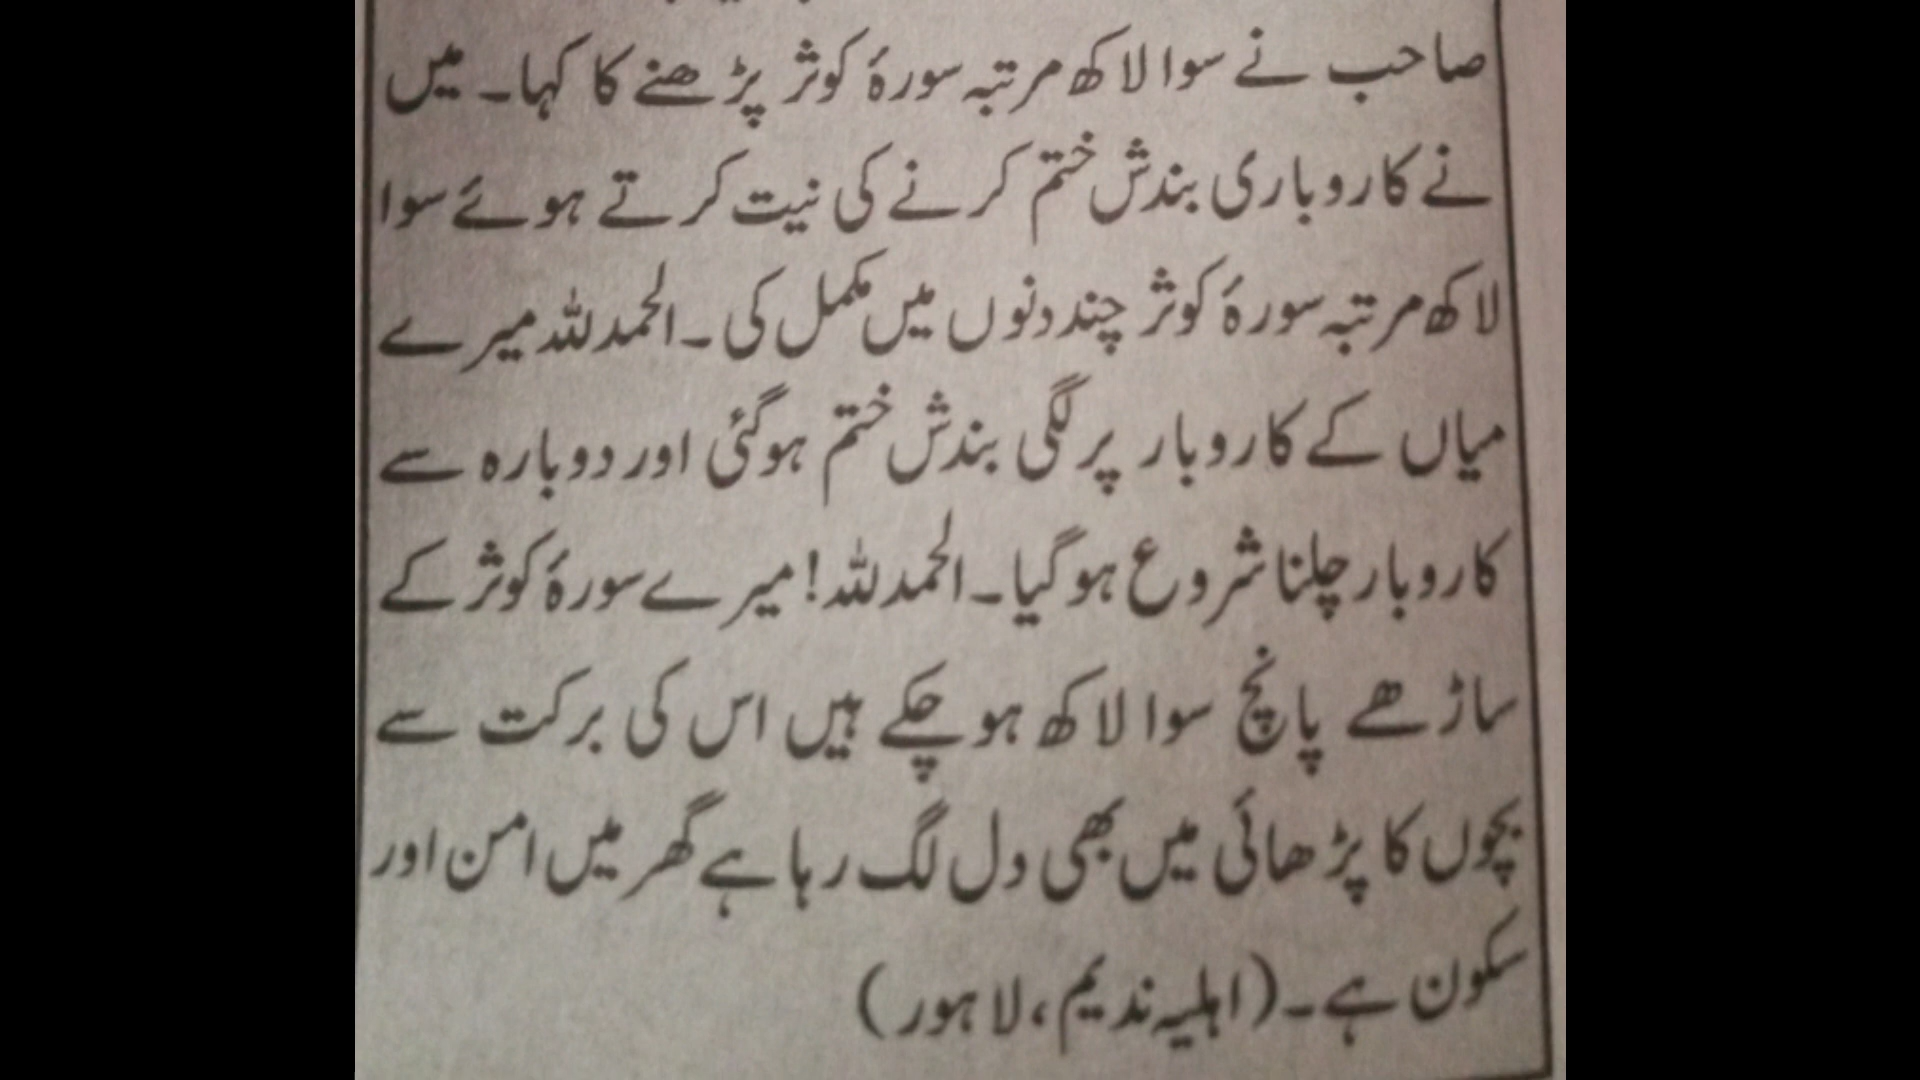 صاحب نے سوا لاکھ مرتبہ سورۂ کوثر پڑھنے کا کہا۔ میں
نے کاروباری بندش ختم کرنے کی نیت کرتے ہوئے سوا
لاکھ مرتبہ سورۂ کوثر چند دنوں میں مکمل کی۔ الحمدللہ میرے
میاں کے کاروبار پر لگی بندش ختم ہوگئی اور دوبارہ سے
کاروبار چلنا شروع ہوگیا۔ الحمدللہ! میرے سورۂ کوثر کے
ساڑھے پانچ سوا لاکھ ہوچکے ہیں اس کی برکت سے
بچوں کا پڑھائی میں بھی دل لگ رہا ہے گھر میں امن اور
سکون ہے۔ (اہلیہ ندیم، لاہور)